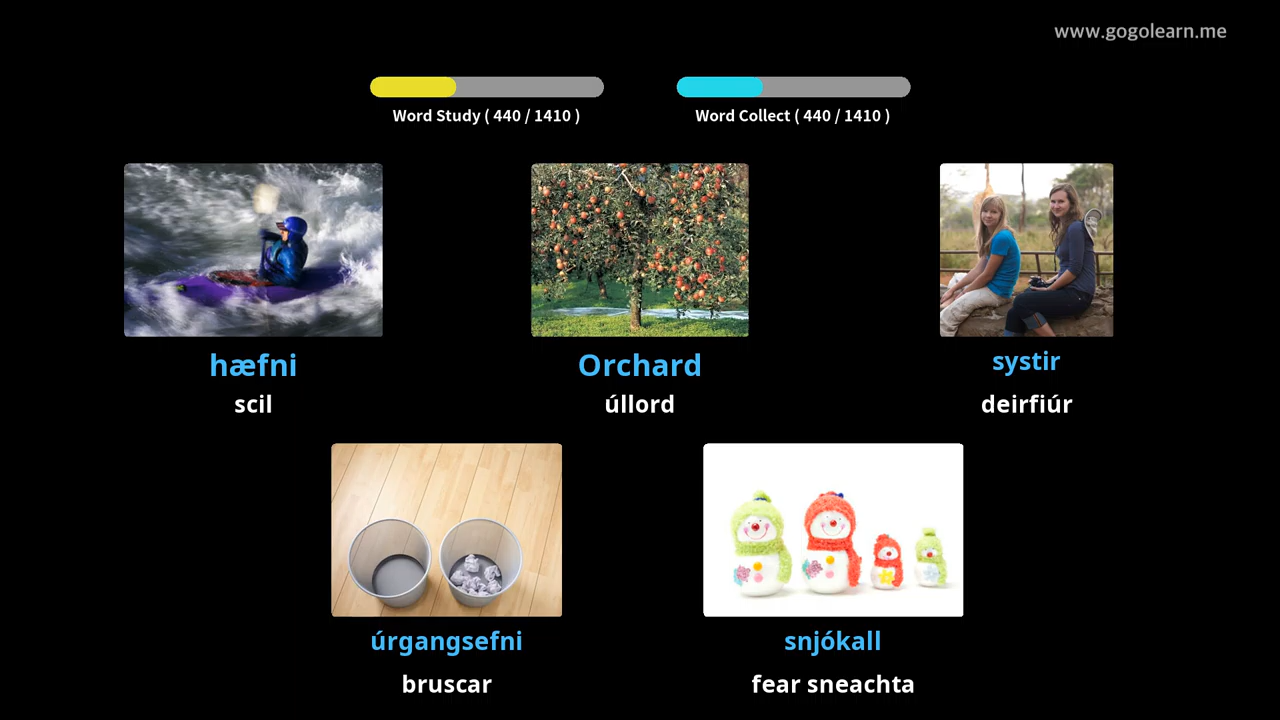 www.gogolearn.me
Word Study ( 440 / 1410 )
Word Collect ( 440 / 1410 )
hæfni
scil
Orchard
úllord
systir
deirfiúr
úrgangsefni
bruscar
snjókall
fear sneachta